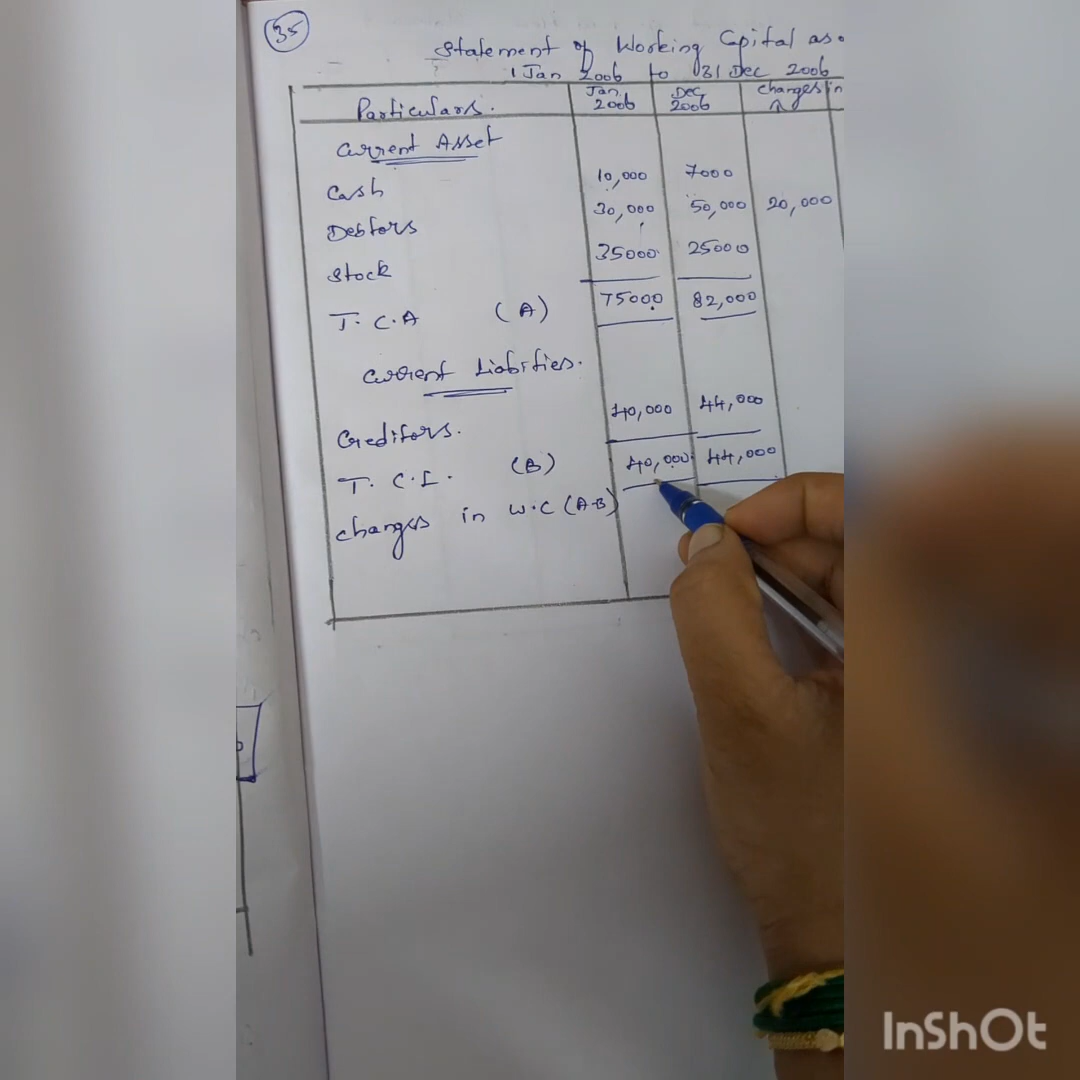 35
Statement of Working Cpital as o
1 Jan 2006 to 31 Dec 2006
Particulars. Jan 2006 Dec 2006 Changes in ↑
Current Asset
Cash 10,000 7000
Debtors 30,000 50,000 20,000
Stock 35000 25000
T. C.A (A) 75000 82,000
Current Liabities.
Creditors. 40,000 44,000
T. C.L. (B) 40,000 44,000
Changes in W.C (A-B)
InShOt